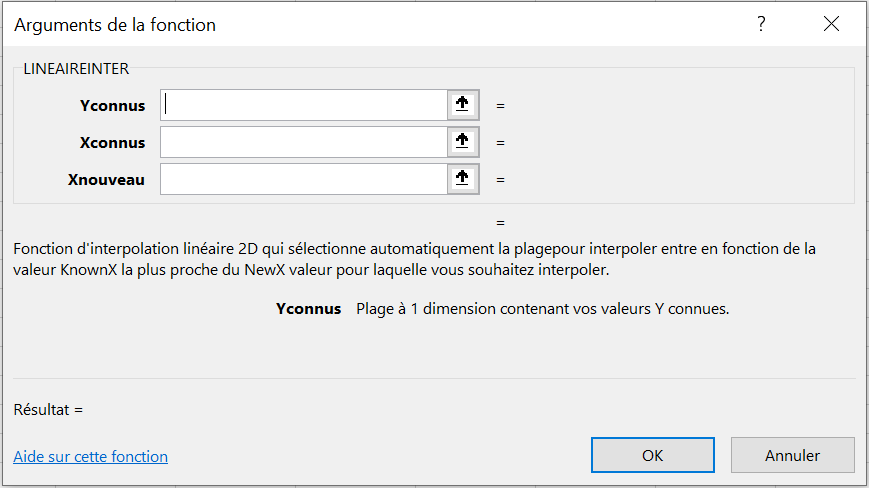 Arguments de la fonction
?
LINEAIREINTER
Yconnus =
Xconnus =
Xnouveau =
=
Fonction d'interpolation linéaire 2D qui sélectionne automatiquement la plagepour interpoler entre en fonction de la
valeur KnownX la plus proche du NewX valeur pour laquelle vous souhaitez interpoler.
Yconnus Plage à 1 dimension contenant vos valeurs Y connues.
Résultat =
Aide sur cette fonction
OK
Annuler